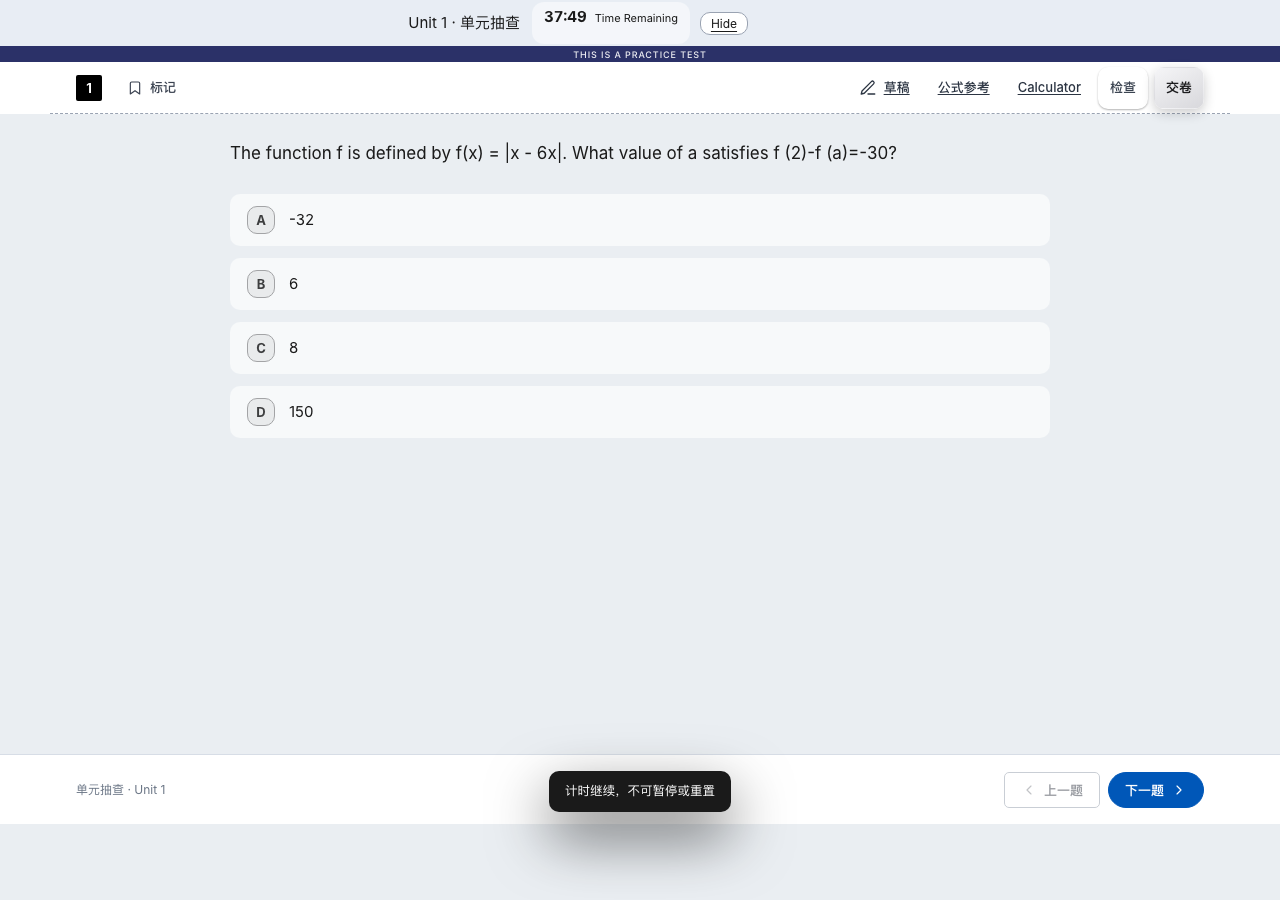 Unit 1 · 单元抽查
37:49 Time Remaining
Hide
THIS IS A PRACTICE TEST
1
标记
草稿
公式参考
Calculator
检查
交卷
The function f is defined by f(x) = |x - 6x|. What value of a satisfies f (2)-f (a)=-30?
A -32
B 6
C 8
D 150
单元抽查 · Unit 1
计时继续，不可暂停或重置
上一题
下一题